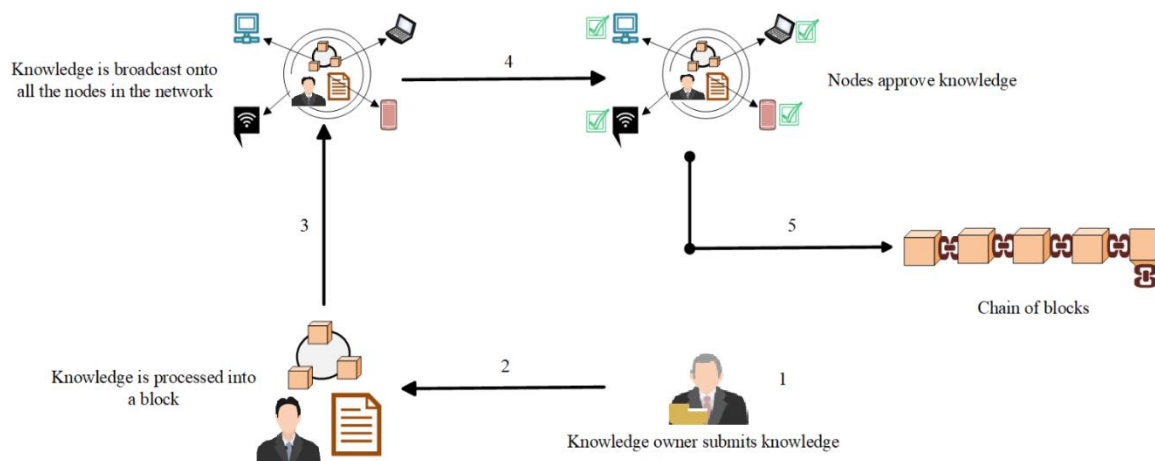 Knowledge is broadcast onto
all the nodes in the network
4
Nodes approve knowledge
3
5
Chain of blocks
Knowledge is processed into
a block
2
1
Knowledge owner submits knowledge